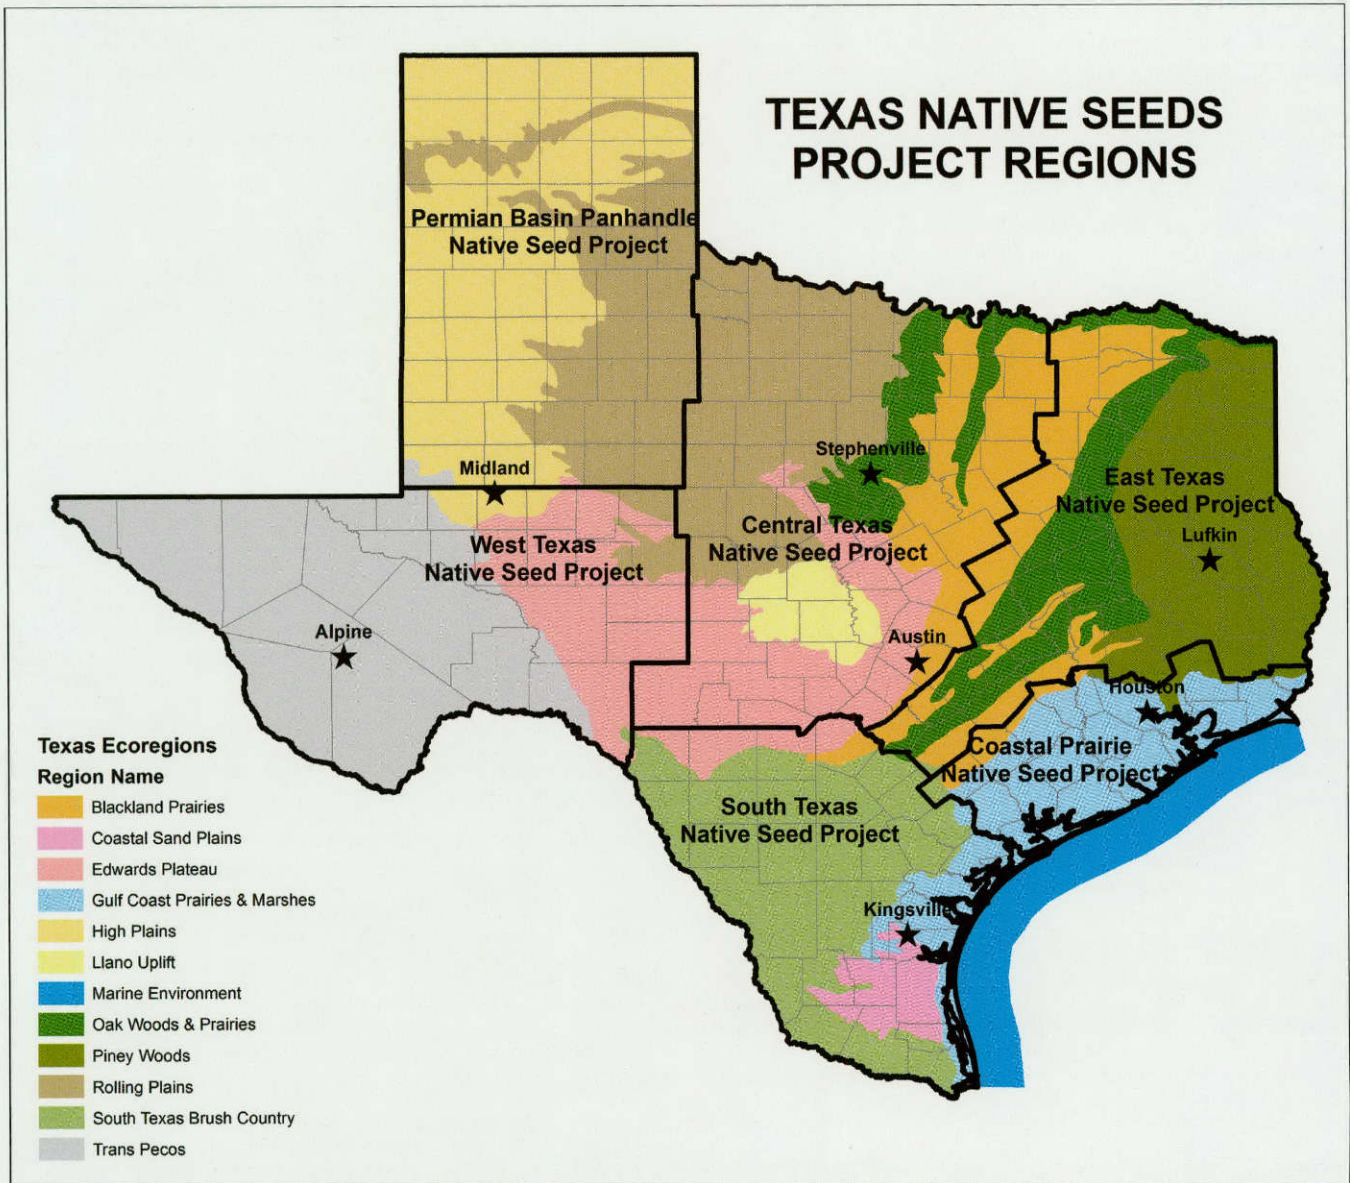 TEXAS NATIVE SEEDS
PROJECT REGIONS
Permian Basin Panhandle
Native Seed Project
Midland
Stephenville
East Texas
Native Seed Project
Central Texas
Native Seed Project
West Texas
Native Seed Project
Lufkin
Alpine
Austin
Houston
Coastal Prairie
Native Seed Project
South Texas
Native Seed Project
Kingsville
Texas Ecoregions
Region Name
Blackland Prairies
Coastal Sand Plains
Edwards Plateau
Gulf Coast Prairies & Marshes
High Plains
Llano Uplift
Marine Environment
Oak Woods & Prairies
Piney Woods
Rolling Plains
South Texas Brush Country
Trans Pecos